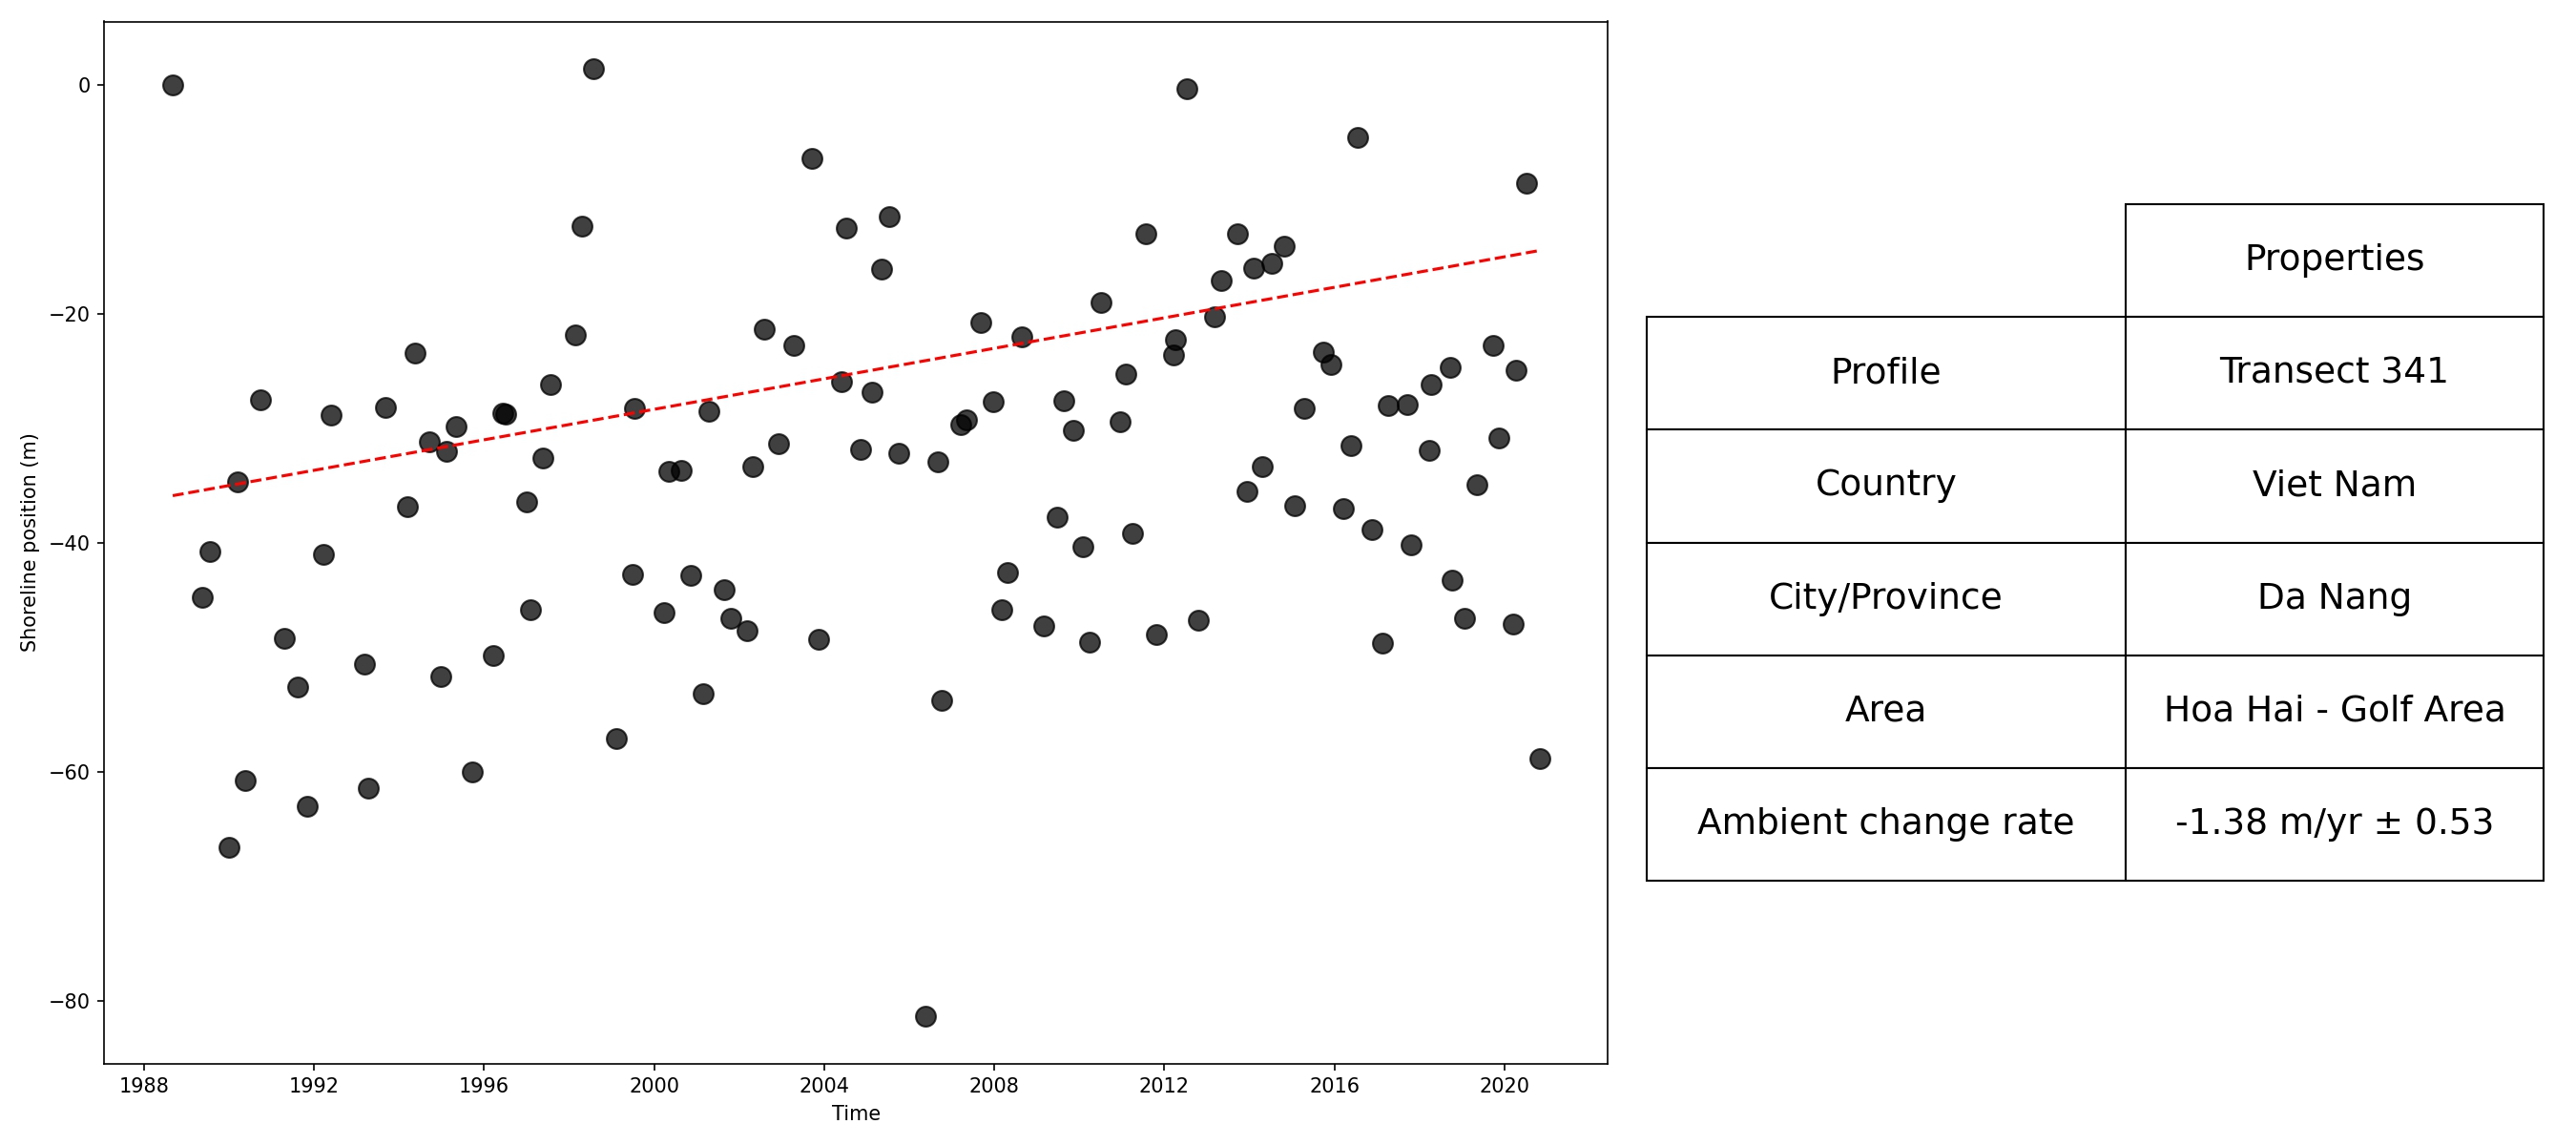 0
−20
−40
−60
−80
Shoreline position (m)
1988 1992 1996 2000 2004 2008 2012 2016 2020
Time
Properties
Profile Transect 341
Country Viet Nam
City/Province Da Nang
Area Hoa Hai - Golf Area
Ambient change rate -1.38 m/yr ± 0.53